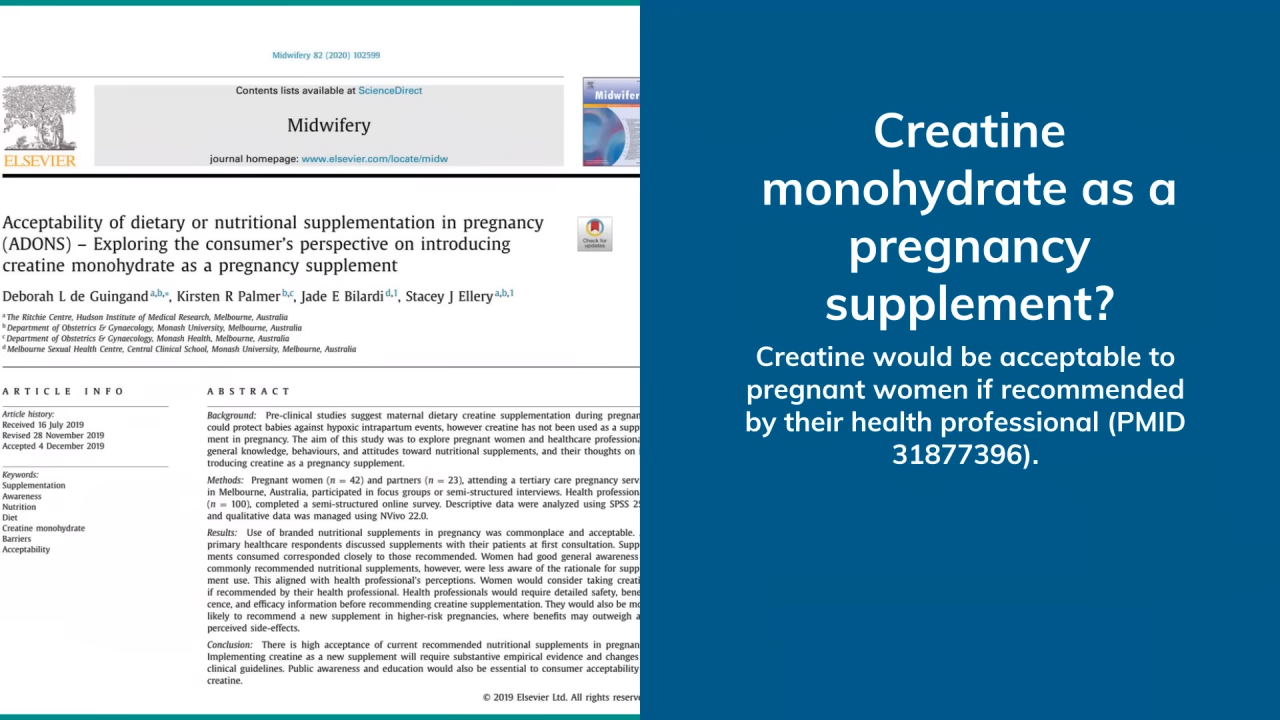 Midwifery 82 (2020) 102599
Contents lists available at ScienceDirect
Midwifery
journal homepage: www.elsevier.com/locate/midw
ELSEVIER
Midwifer
Acceptability of dietary or nutritional supplementation in pregnancy
(ADONS) – Exploring the consumer's perspective on introducing
creatine monohydrate as a pregnancy supplement
Check for
updates
Deborah L de Guingand a,b,*, Kirsten R Palmer b,c, Jade E Bilardi d,1, Stacey J Ellery a,b,1
a The Ritchie Centre, Hudson Institute of Medical Research, Melbourne, Australia
b Department of Obstetrics & Gynaecology, Monash University, Melbourne, Australia
c Department of Obstetrics & Gynaecology, Monash Health, Melbourne, Australia
d Melbourne Sexual Health Centre, Central Clinical School, Monash University, Melbourne, Australia
ARTICLE INFO
Article history:
Received 16 July 2019
Revised 28 November 2019
Accepted 4 December 2019
Keywords:
Supplementation
Awareness
Nutrition
Diet
Creatine monohydrate
Barriers
Acceptability
ABSTRACT
Background: Pre-clinical studies suggest maternal dietary creatine supplementation during pregnan
could protect babies against hypoxic intrapartum events, however creatine has not been used as a supp
ment in pregnancy. The aim of this study was to explore pregnant women and healthcare professiona
general knowledge, behaviours, and attitudes toward nutritional supplements, and their thoughts on
troducing creatine as a pregnancy supplement.
Methods: Pregnant women (n = 42) and partners (n = 23), attending a tertiary care pregnancy serv
in Melbourne, Australia, participated in focus groups or semi-structured interviews. Health profession
(n = 100), completed a semi-structured online survey. Descriptive data were analyzed using SPSS 25
and qualitative data was managed using NVivo 22.0.
Results: Use of branded nutritional supplements in pregnancy was commonplace and acceptable.
primary healthcare respondents discussed supplements with their patients at first consultation. Supp
ments consumed corresponded closely to those recommended. Women had good general awareness
commonly recommended nutritional supplements, however, were less aware of the rationale for supp
ment use. This aligned with health professional's perceptions. Women would consider taking creati
if recommended by their health professional. Health professionals would require detailed safety, bene
cence, and efficacy information before recommending creatine supplementation. They would also be mo
likely to recommend a new supplement in higher-risk pregnancies, where benefits may outweigh a
perceived side-effects.
Conclusion: There is high acceptance of current recommended nutritional supplements in pregnan
Implementing creatine as a new supplement will require substantive empirical evidence and changes
clinical guidelines. Public awareness and education would also be essential to consumer acceptability
creatine.
© 2019 Elsevier Ltd. All rights reserve
Creatine
monohydrate as a
pregnancy
supplement?
Creatine would be acceptable to
pregnant women if recommended
by their health professional (PMID
31877396).